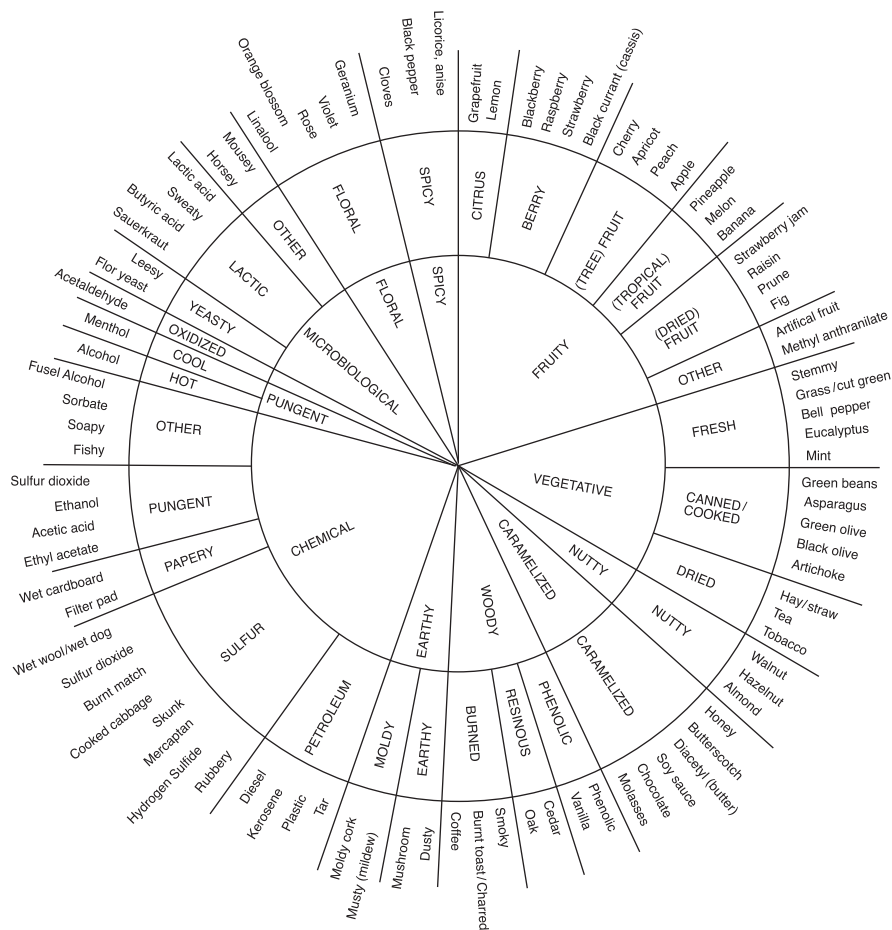 FRUITY
CITRUS
Grapefruit
Lemon
BERRY
Blackberry
Raspberry
Strawberry
Black currant (cassis)
(TREE) FRUIT
Cherry
Apricot
Peach
Apple
(TROPICAL)
FRUIT
Pineapple
Melon
Banana
(DRIED)
FRUIT
Strawberry jam
Raisin
Prune
Fig
OTHER
Artifical fruit
Methyl anthranilate
VEGETATIVE
FRESH
Stemmy
Grass/cut green
Bell pepper
Eucalyptus
Mint
CANNED/
COOKED
Green beans
Asparagus
Green olive
Black olive
Artichoke
DRIED
Hay/straw
Tea
Tobacco
NUTTY
NUTTY
Walnut
Hazelnut
Almond
CARAMELIZED
CARAMELIZED
Honey
Butterscotch
Diacetyl (butter)
Soy sauce
Chocolate
Molasses
WOODY
PHENOLIC
Phenolic
Vanilla
RESINOUS
Cedar
Oak
BURNED
Smoky
Burnt toast/Charred
Coffee
EARTHY
EARTHY
Dusty
Mushroom
MOLDY
Musty (mildew)
Moldy cork
CHEMICAL
PETROLEUM
Tar
Plastic
Kerosene
Diesel
SULFUR
Rubbery
Hydrogen Sulfide
Mercaptan
Skunk
Cooked cabbage
Burnt match
Sulfur dioxide
Wet wool/wet dog
PAPERY
Filter pad
Wet cardboard
PUNGENT
Ethyl acetate
Acetic acid
Ethanol
Sulfur dioxide
OTHER
Fishy
Soapy
Sorbate
Fusel Alcohol
PUNGENT
HOT
Alcohol
COOL
Menthol
OXIDIZED
Acetaldehyde
MICROBIOLOGICAL
YEASTY
Flor yeast
Leesy
LACTIC
Sauerkraut
Butyric acid
Sweaty
Lactic acid
OTHER
Horsey
Mousey
FLORAL
FLORAL
Linalool
Orange blossom
Rose
Violet
Geranium
SPICY
SPICY
Cloves
Black pepper
Licorice, anise